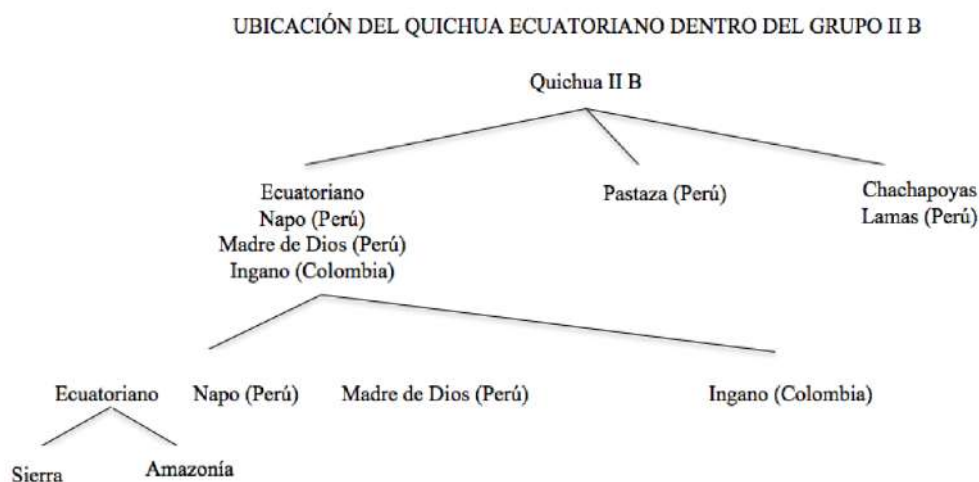 UBICACIÓN DEL QUICHUA ECUATORIANO DENTRO DEL GRUPO II B
Quichua II B
Ecuatoriano
Napo (Perú)
Madre de Dios (Perú)
Ingano (Colombia)
Pastaza (Perú)
Chachapoyas
Lamas (Perú)
Ecuatoriano
Napo (Perú)
Madre de Dios (Perú)
Ingano (Colombia)
Sierra
Amazonía